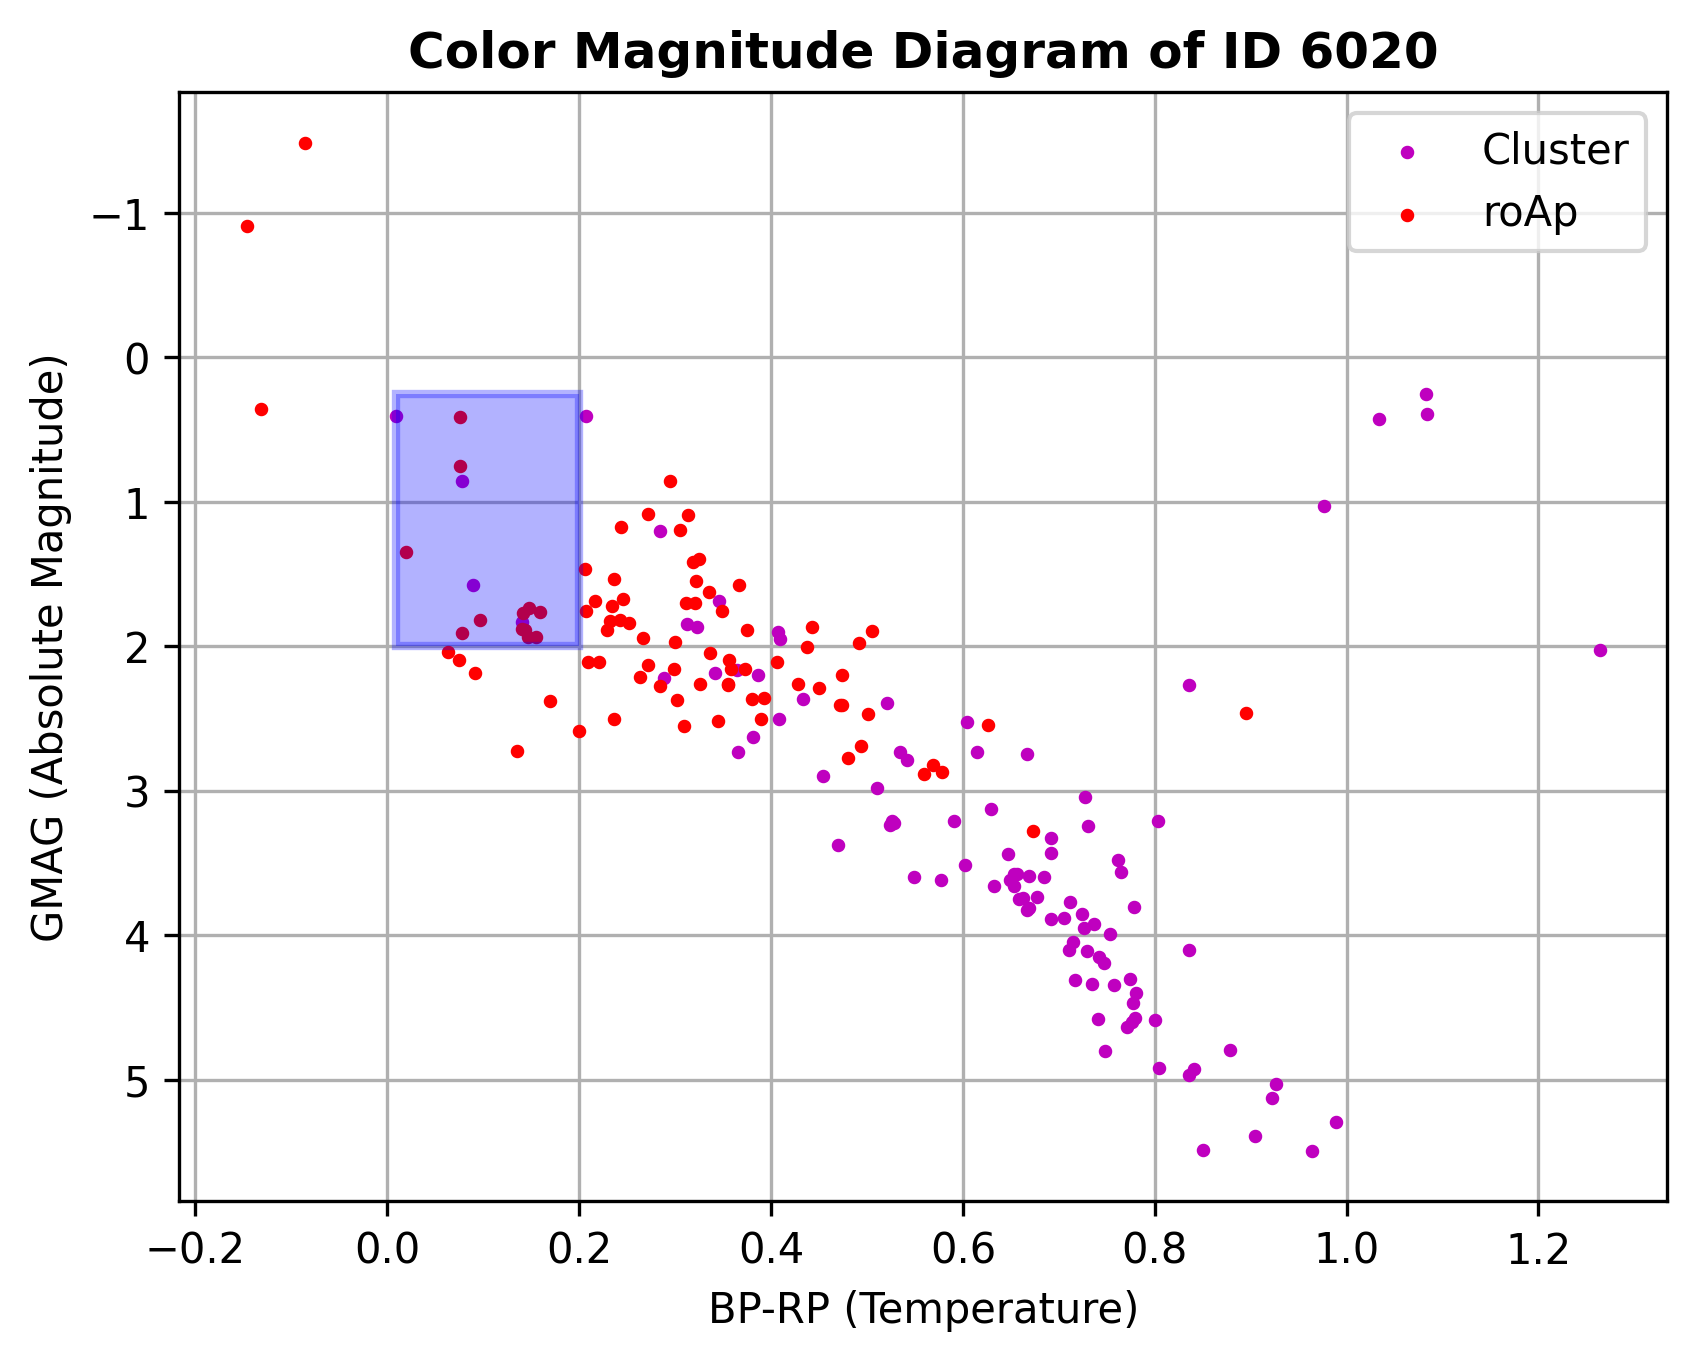 Color Magnitude Diagram of ID 6020
Cluster
roAp
−1
0
1
2
3
4
5
GMAG (Absolute Magnitude)
−0.2 0.0 0.2 0.4 0.6 0.8 1.0 1.2
BP-RP (Temperature)